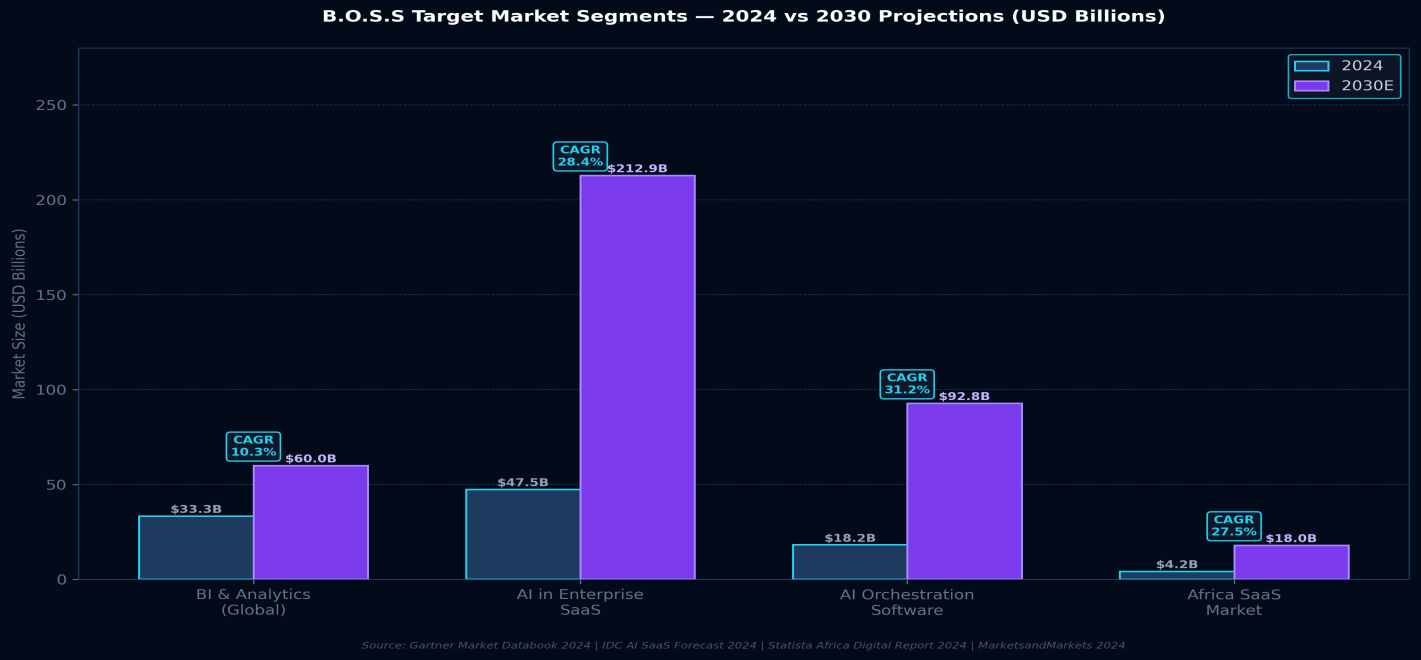 B.O.S.S Target Market Segments — 2024 vs 2030 Projections (USD Billions)
2024
2030E
Market Size (USD Billions)
250
200
150
100
50
0
CAGR
10.3%
$33.3B
$60.0B
CAGR
28.4%
$47.5B
$212.9B
CAGR
31.2%
$18.2B
$92.8B
CAGR
27.5%
$4.2B
$18.0B
BI & Analytics
(Global)
AI in Enterprise
SaaS
AI Orchestration
Software
Africa SaaS
Market
Source: Gartner Market Databook 2024 | IDC AI SaaS Forecast 2024 | Statista Africa Digital Report 2024 | MarketsandMarkets 2024